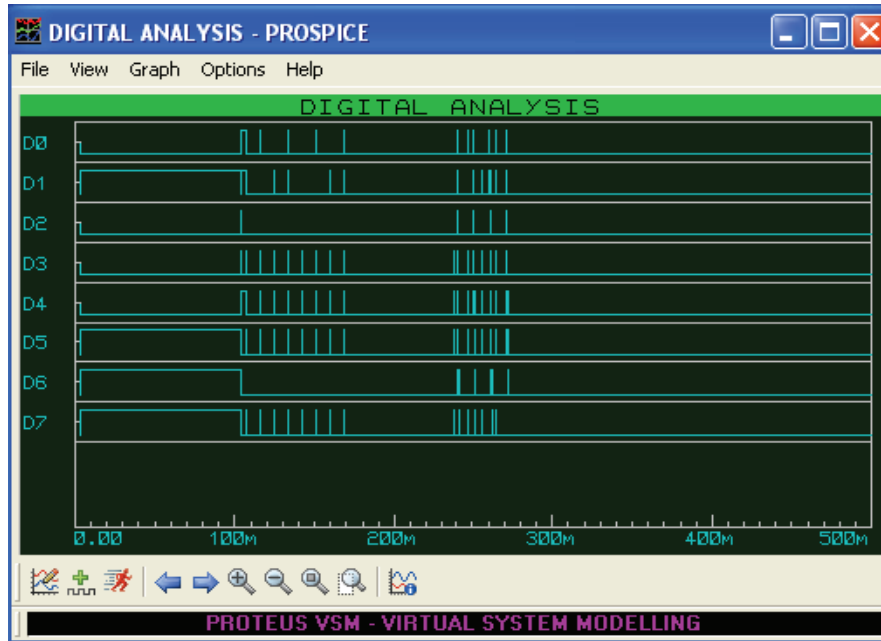 DIGITAL ANALYSIS - PROSPICE
File View Graph Options Help
DIGITAL ANALYSIS
D0
D1
D2
D3
D4
D5
D6
D7
0.00 100m 200m 300m 400m 500m
PROTEUS VSM - VIRTUAL SYSTEM MODELLING